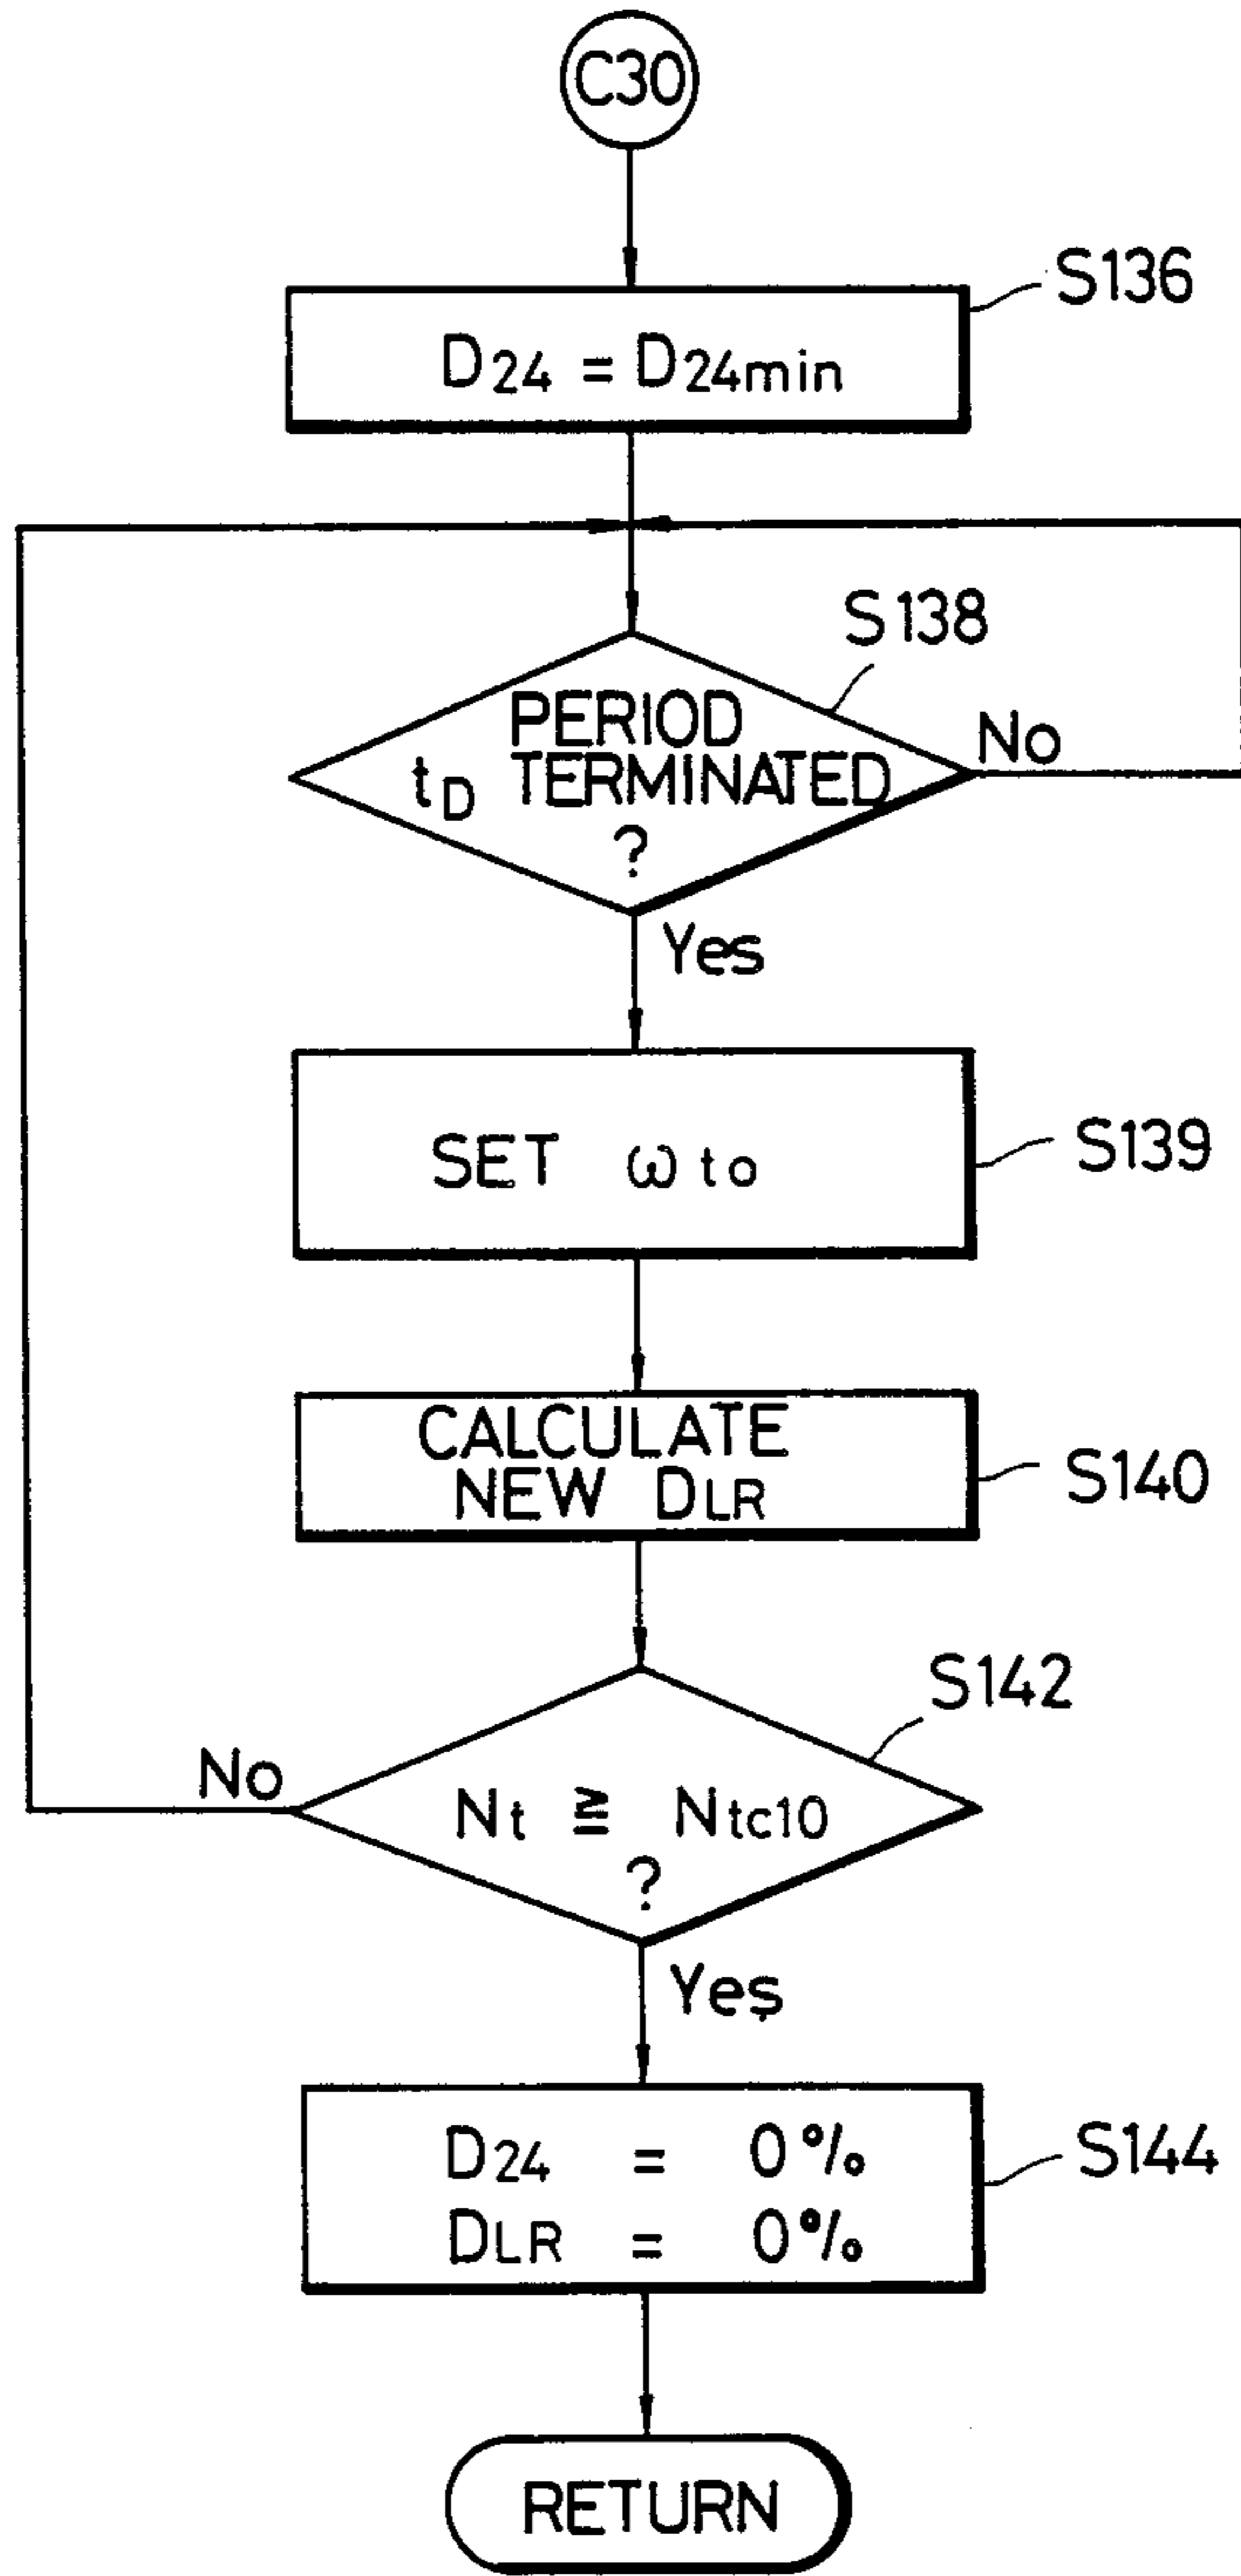 C30
S136
D24 = D24min
S138
PERIOD
tD TERMINATED
?
No
Yes
SET ωto
S139
CALCULATE
NEW DLR
S140
S142
No
Nt ≧ Ntc10
?
Yes
D24 = 0%
DLR = 0%
S144
RETURN